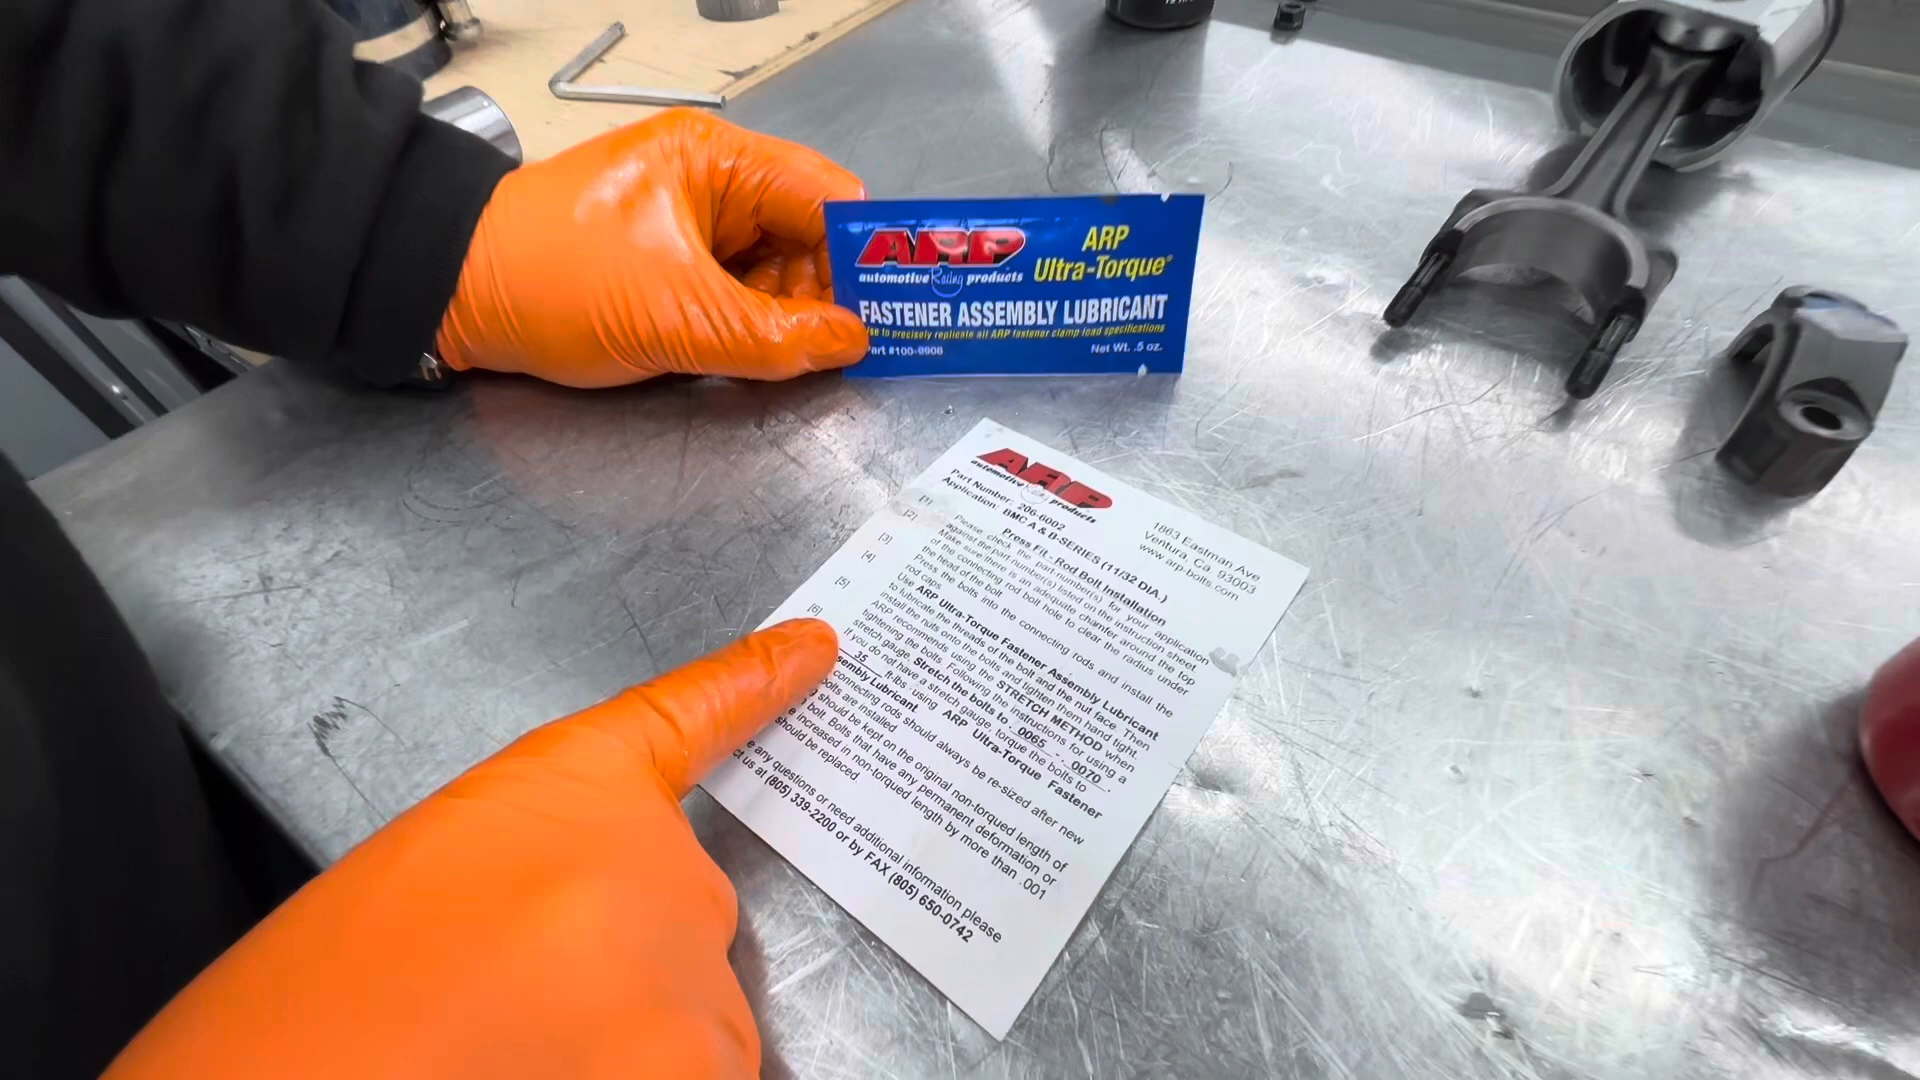 ARP
automotive Racing products
ARP
Ultra-Torque®
FASTENER ASSEMBLY LUBRICANT
Use to precisely replicate all ARP fastener clamp load specifications
Part #100-9908
Net Wt. .5 oz.
ARP
automotive Racing products
1863 Eastman Ave
Ventura, Ca. 93003
www.arp-bolts.com
Part Number: 206-6002
Application: BMC A & B-SERIES (11/32 DIA.)
Press Fit - Rod Bolt Installation
[1] Please check the part number(s) for your application
against the part number(s) listed on the instruction sheet
[2] Make sure there is an adequate chamfer around the top
of the connecting rod bolt hole to clear the radius under
the head of the bolt
[3] Press the bolts into the connecting rods and install the
rod caps.
[4] Use ARP Ultra-Torque Fastener Assembly Lubricant
to lubricate the threads of the bolt and the nut face. Then
install the nuts onto the bolts and tighten them hand tight.
[5] ARP recommends using the STRETCH METHOD when
tightening the bolts. Following the instructions for using a
stretch gauge, Stretch the bolts to .0065 - .0070.
[6] If you do not have a stretch gauge, torque the bolts to
35 ft-lbs using ARP Ultra-Torque Fastener
sembly Lubricant.
connecting rods should always be re-sized after new
bolts are installed
should be kept on the original non-torqued length of
bolt. Bolts that have any permanent deformation or
e increased in non-torqued length by more than .001
should be replaced.
e any questions or need additional information please
ct us at (805) 339-2200 or by FAX (805) 650-0742